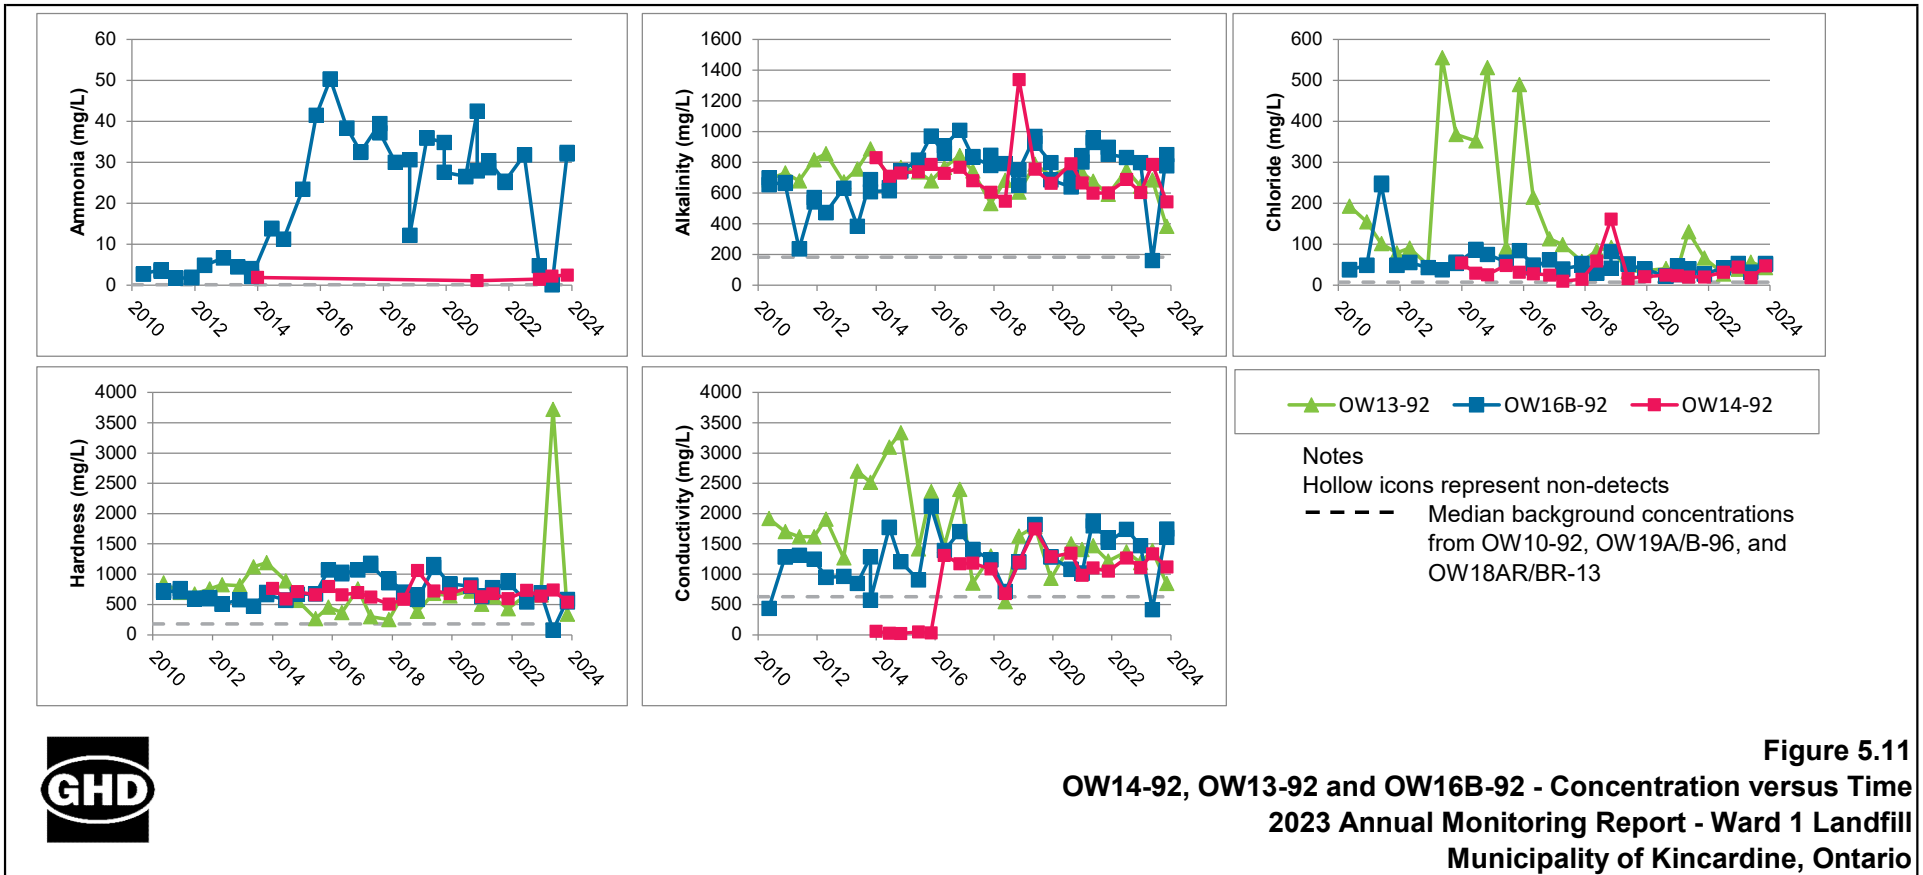 60
50
40
30
20
10
0
Ammonia (mg/L)
2010 2012 2014 2016 2018 2020 2022 2024
1600
1400
1200
1000
800
600
400
200
0
Alkalinity (mg/L)
2010 2012 2014 2016 2018 2020 2022 2024
600
500
400
300
200
100
0
Chloride (mg/L)
2010 2012 2014 2016 2018 2020 2022 2024
4000
3500
3000
2500
2000
1500
1000
500
0
Hardness (mg/L)
2010 2012 2014 2016 2018 2020 2022 2024
4000
3500
3000
2500
2000
1500
1000
500
0
Conductivity (mg/L)
2010 2012 2014 2016 2018 2020 2022 2024
OW13-92 OW16B-92 OW14-92
Notes
Hollow icons represent non-detects
Median background concentrations
from OW10-92, OW19A/B-96, and
OW18AR/BR-13
GHD
Figure 5.11
OW14-92, OW13-92 and OW16B-92 - Concentration versus Time
2023 Annual Monitoring Report - Ward 1 Landfill
Municipality of Kincardine, Ontario